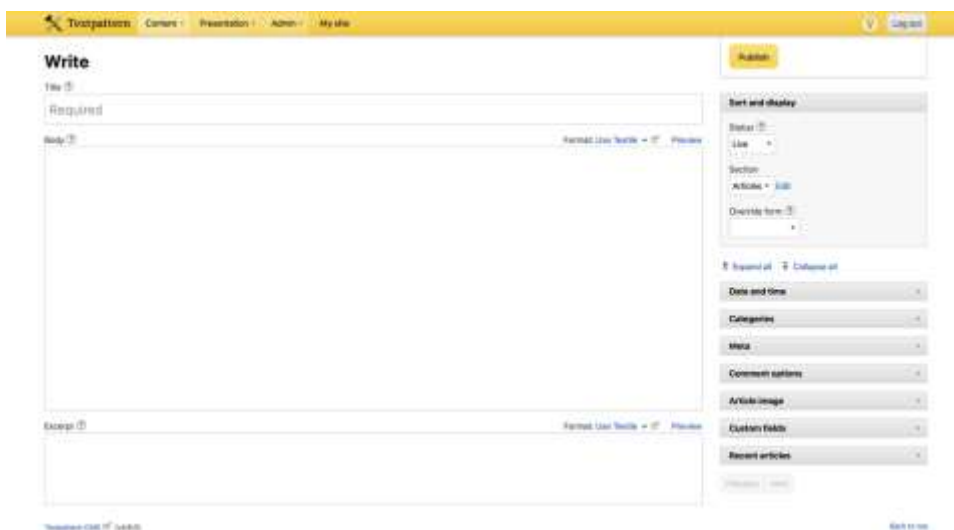 Textpattern Content Presentation Admin My site Log out
Write
Publish
Title
Required
Sort and display
Body Format: Use Textile Preview
Status
Live
Section
Articles Edit
Override form
Expand all Collapse all
Date and time
Categories
Meta
Comment options
Article image
Excerpt Format: Use Textile Preview
Custom fields
Recent articles
Textpattern CMS
Back to top